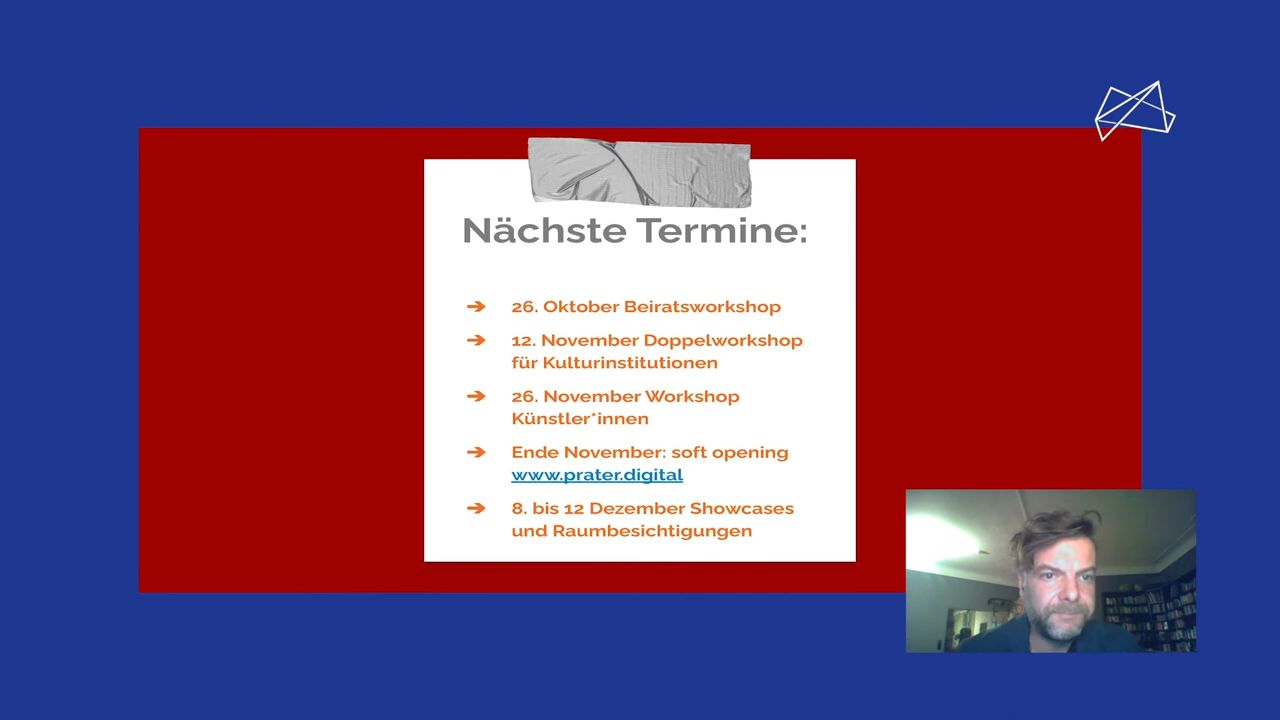 Nächste Termine:
➔ 26. Oktober Beiratsworkshop
➔ 12. November Doppelworkshop
für Kulturinstitutionen
➔ 26. November Workshop
Künstler*innen
➔ Ende November: soft opening
www.prater.digital
➔ 8. bis 12 Dezember Showcases
und Raumbesichtigungen